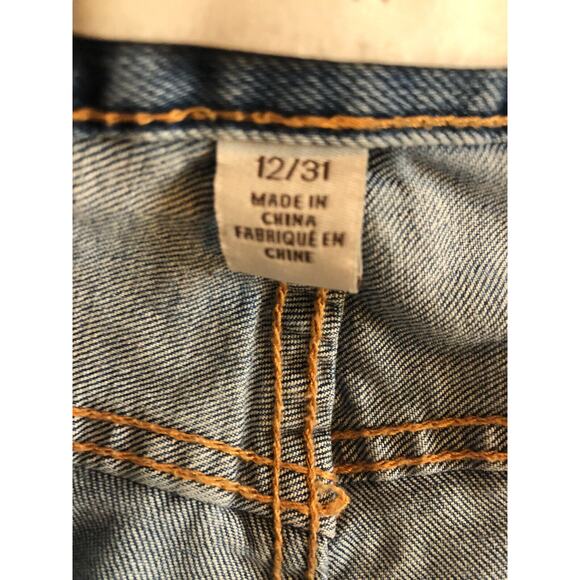 12/31
MADE IN
CHINA
FABRIQUÉ EN
CHINE